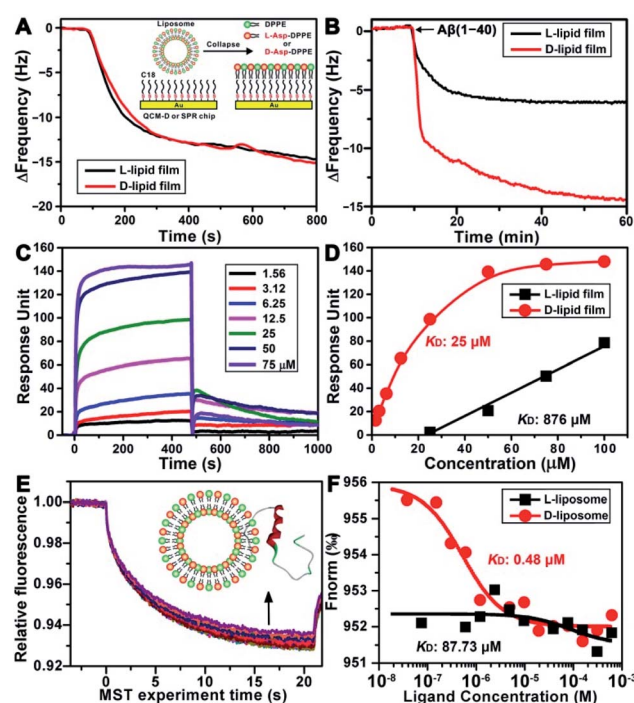 A
ΔFrequency (Hz)
0
−5
−10
−15
−20
0 200 400 600 800
Time (s)
Liposome
Collapse
DPPE
L-Asp-DPPE
or
D-Asp-DPPE
C18
Au
Au
QCM-D or SPR chip
L-lipid film
D-lipid film
B
ΔFrequency (Hz)
0
−5
−10
−15
0 20 40 60
Time (min)
Aβ(1−40)
L-lipid film
D-lipid film
C
Response Unit
160
140
120
100
80
60
40
20
0
0 200 400 600 800 1000
Time (s)
1.56
3.12
6.25
12.5
25
50
75 μM
D
Response Unit
160
140
120
100
80
60
40
20
0
0 20 40 60 80 100
Concentration (μM)
L-lipid film
D-lipid film
KD: 25 μM
KD: 876 μM
E
Relative fluorescence
1.00
0.98
0.96
0.94
0.92
0 5 10 15 20
MST experiment time (s)
F
Fnorm (‰)
956
955
954
953
952
951
10⁻⁸ 10⁻⁷ 10⁻⁶ 10⁻⁵ 10⁻⁴ 10⁻³
Ligand Concentration (M)
L-liposome
D-liposome
KD: 0.48 μM
KD: 87.73 μM